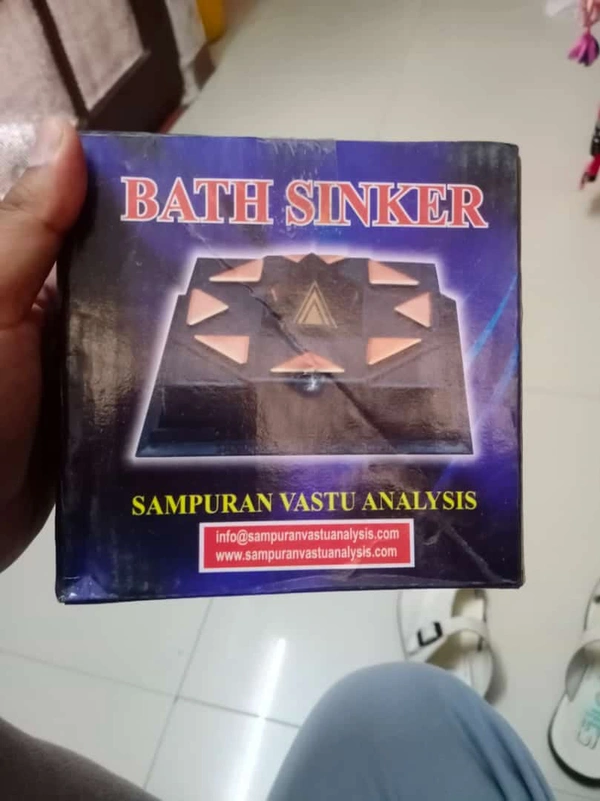 BATH SINKER
SAMPURAN VASTU ANALYSIS
info@sampuranvastuanalysis.com
www.sampuranvastuanalysis.com